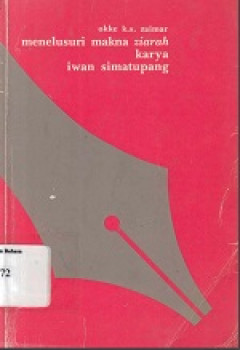 okke k.s. zaimar
menelusuri makna ziarah
karya
iwan simatupang
72